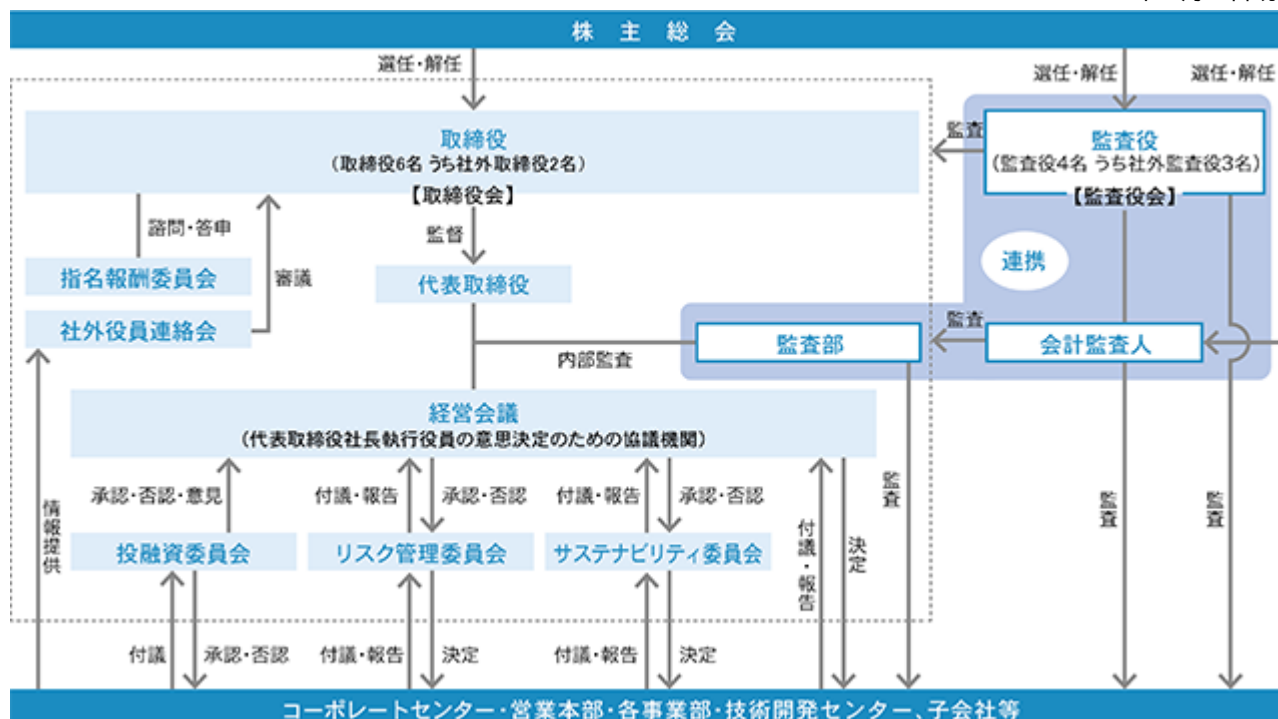 株主総会
選任・解任
選任・解任
選任・解任
取締役
(取締役6名 うち社外取締役2名)
【取締役会】
監査
監査役
(監査役4名 うち社外監査役3名)
【監査役会】
諮問・答申
監督
連携
指名報酬委員会
審議
代表取締役
社外役員連絡会
内部監査
監査部
監査
会計監査人
経営会議
(代表取締役社長執行役員の意思決定のための協議機関)
承認・否認・意見
付議・報告
承認・否認
付議・報告
承認・否認
付議・報告
決定
監査
監査
監査
情報提供
投融資委員会
リスク管理委員会
サステナビリティ委員会
付議
承認・否認
付議・報告
決定
付議・報告
決定
コーポレートセンター・営業本部・各事業部・技術開発センター、子会社等